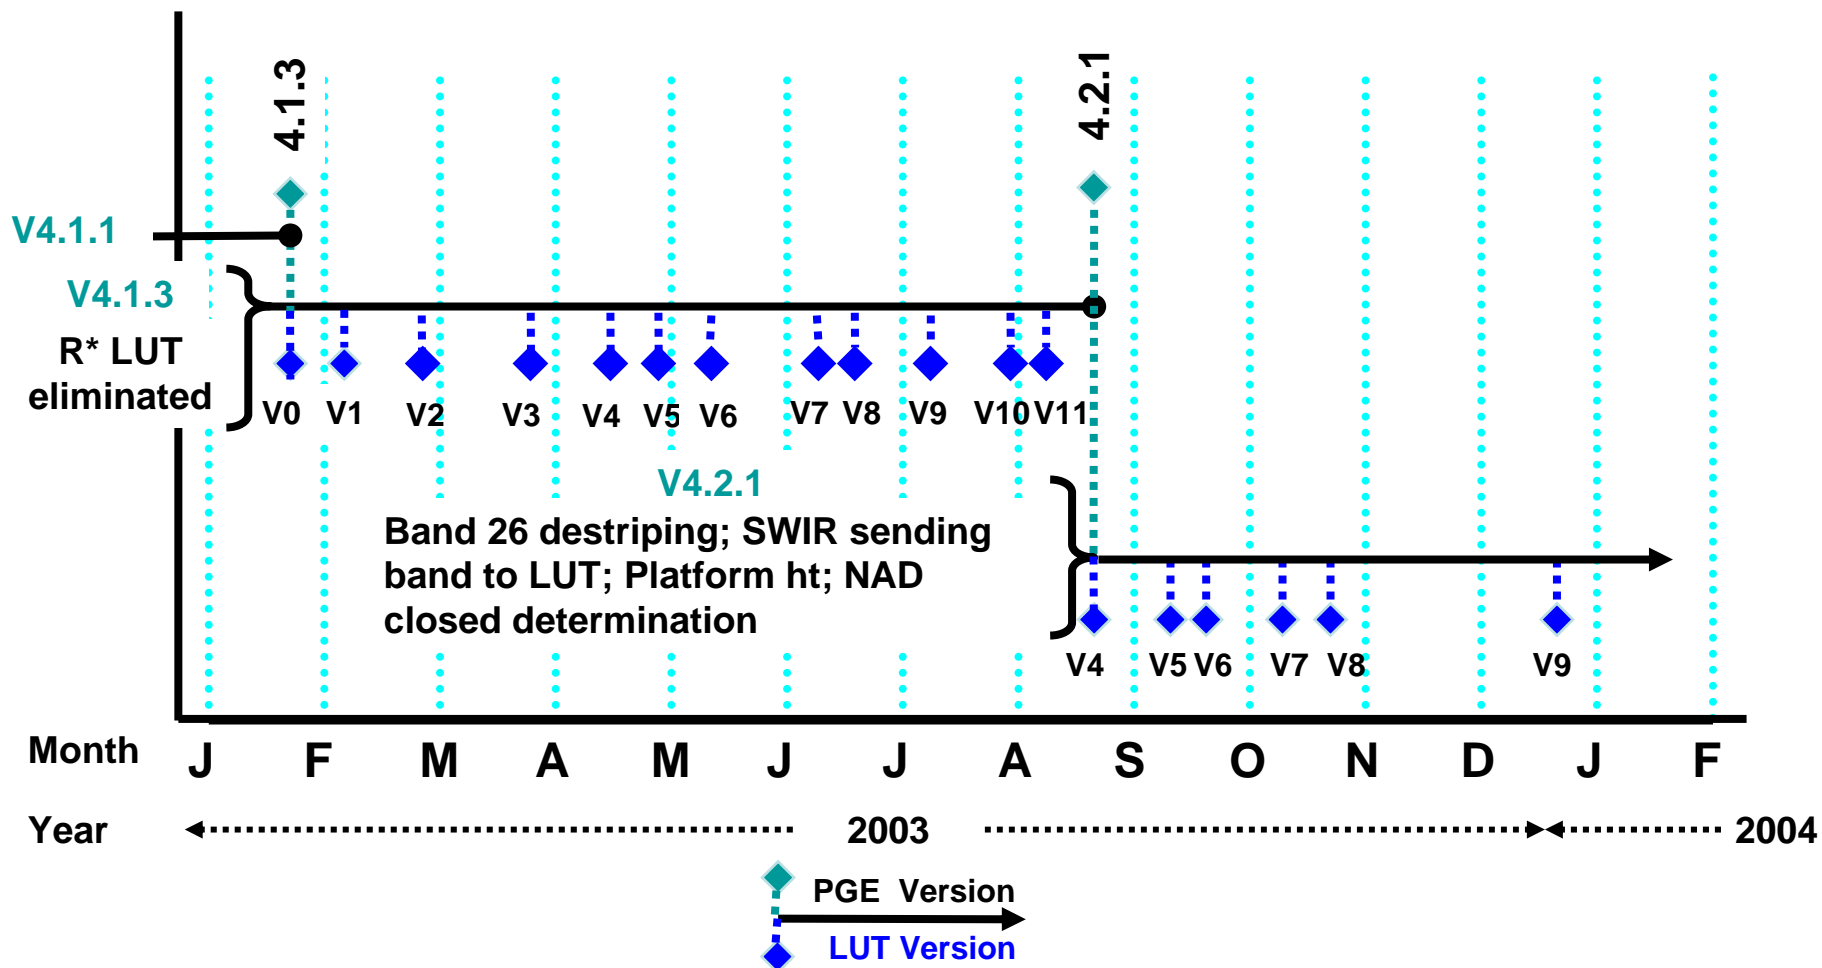 4.1.3
4.2.1
V4.1.1
V4.1.3
R* LUT
eliminated
V0 V1 V2 V3 V4 V5 V6 V7 V8 V9 V10 V11
V4.2.1
Band 26 destriping; SWIR sending
band to LUT; Platform ht; NAD
closed determination
V4 V5 V6 V7 V8 V9
Month J F M A M J J A S O N D J F
Year 2003 2004
PGE Version
LUT Version